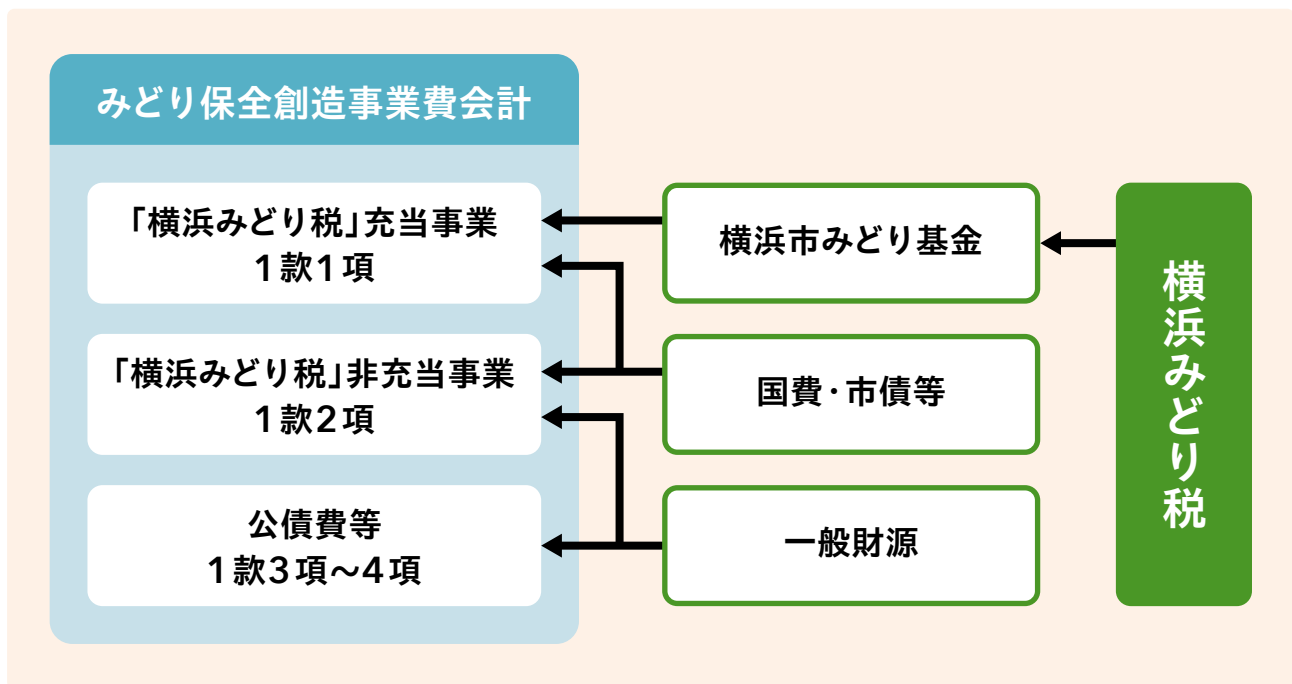 みどり保全創造事業費会計
「横浜みどり税」充当事業
1款1項
「横浜みどり税」非充当事業
1款2項
公債費等
1款3項～4項
横浜市みどり基金
国費・市債等
一般財源
横浜みどり税